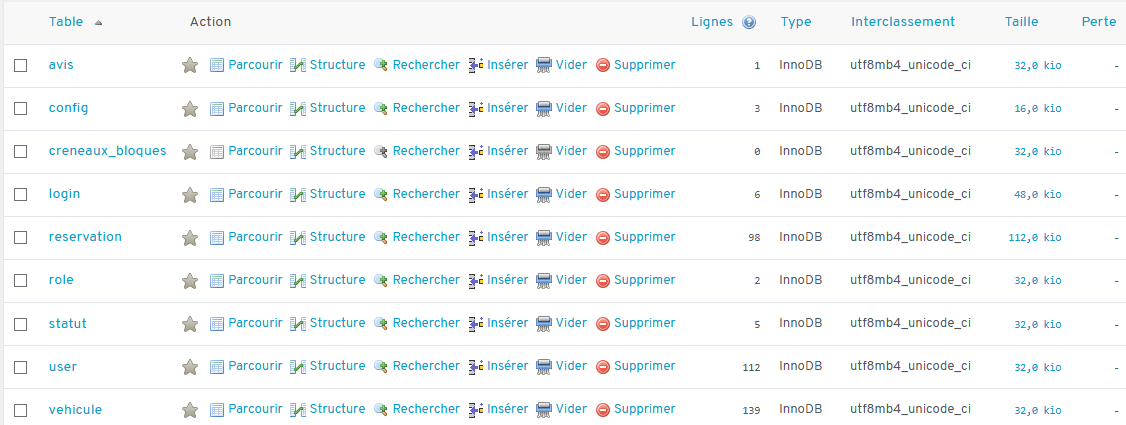 Table Action Lignes Type Interclassement Taille Perte
avis Parcourir Structure Rechercher Insérer Vider Supprimer 1 InnoDB utf8mb4_unicode_ci 32,0 kio -
config Parcourir Structure Rechercher Insérer Vider Supprimer 3 InnoDB utf8mb4_unicode_ci 16,0 kio -
creneaux_bloques Parcourir Structure Rechercher Insérer Vider Supprimer 0 InnoDB utf8mb4_unicode_ci 32,0 kio -
login Parcourir Structure Rechercher Insérer Vider Supprimer 6 InnoDB utf8mb4_unicode_ci 48,0 kio -
reservation Parcourir Structure Rechercher Insérer Vider Supprimer 98 InnoDB utf8mb4_unicode_ci 112,0 kio -
role Parcourir Structure Rechercher Insérer Vider Supprimer 2 InnoDB utf8mb4_unicode_ci 32,0 kio -
statut Parcourir Structure Rechercher Insérer Vider Supprimer 5 InnoDB utf8mb4_unicode_ci 32,0 kio -
user Parcourir Structure Rechercher Insérer Vider Supprimer 112 InnoDB utf8mb4_unicode_ci 32,0 kio -
vehicule Parcourir Structure Rechercher Insérer Vider Supprimer 139 InnoDB utf8mb4_unicode_ci 32,0 kio -